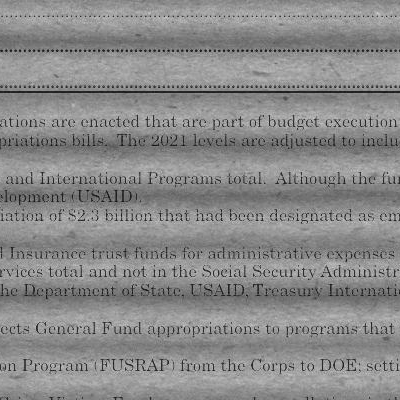 ations are enacted that are part of budget execution
priations bills. The 2021 levels are adjusted to inclu
and International Programs total. Although the fu
elopment (USAID).
iation of $2.3 billion that had been designated as em
l Insurance trust funds for administrative expenses
rvices total and not in the Social Security Administr
he Department of State, USAID, Treasury Internati
ects General Fund appropriations to programs that
on Program (FUSRAP) from the Corps to DOE; setti